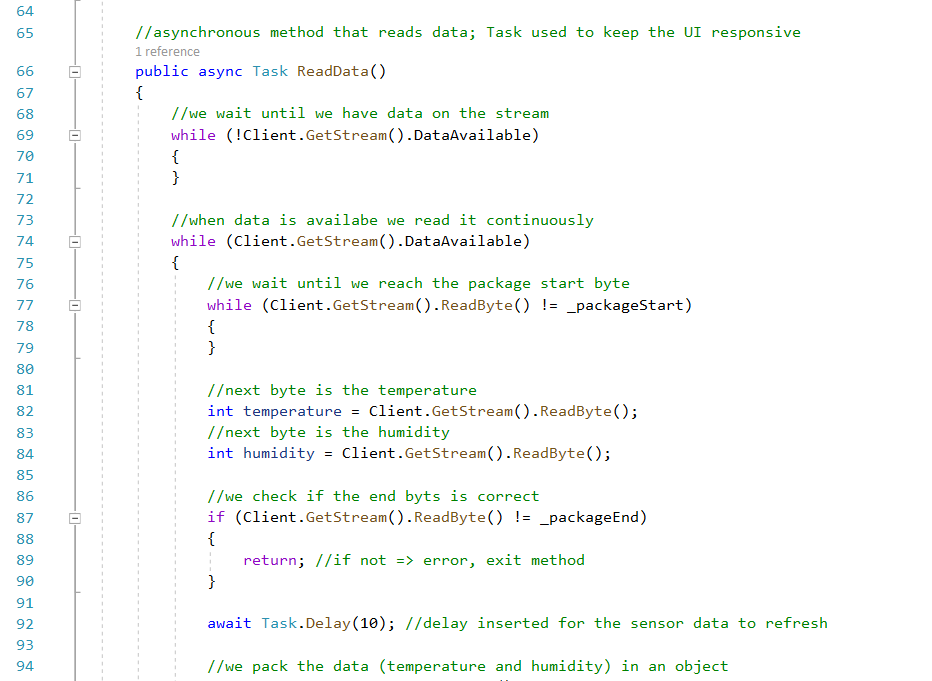 64
65 //asynchronous method that reads data; Task used to keep the UI responsive
1 reference
66 public async Task ReadData()
67 {
68 //we wait until we have data on the stream
69 while (!Client.GetStream().DataAvailable)
70 {
71 }
72
73 //when data is availabe we read it continuously
74 while (Client.GetStream().DataAvailable)
75 {
76 //we wait until we reach the package start byte
77 while (Client.GetStream().ReadByte() != _packageStart)
78 {
79 }
80
81 //next byte is the temperature
82 int temperature = Client.GetStream().ReadByte();
83 //next byte is the humidity
84 int humidity = Client.GetStream().ReadByte();
85
86 //we check if the end byts is correct
87 if (Client.GetStream().ReadByte() != _packageEnd)
88 {
89 return; //if not => error, exit method
90 }
91
92 await Task.Delay(10); //delay inserted for the sensor data to refresh
93
94 //we pack the data (temperature and humidity) in an object